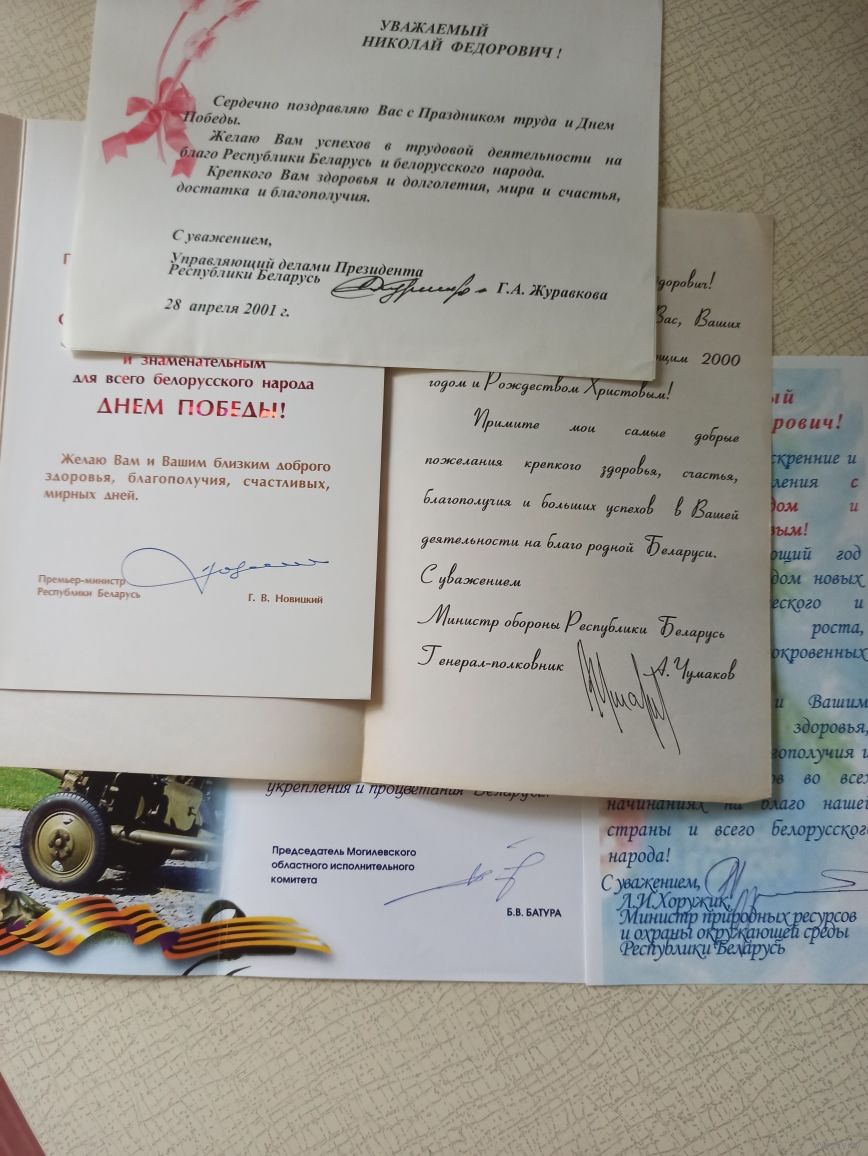 УВАЖАЕМЫЙ
НИКОЛАЙ ФЕДОРОВИЧ !
Сердечно поздравляю Вас с Праздником труда и Днем
Победы.
Желаю Вам успехов в трудовой деятельности на
благо Республики Беларусь и белорусского народа.
Крепкого Вам здоровья и долголетия, мира и счастья,
достатка и благополучия.
С уважением,
Управляющий делами Президента
Республики Беларусь
Г.А. Журавкова
28 апреля 2001 г.
и знаменательным
для всего белорусского народа
ДНЕМ ПОБЕДЫ!
Желаю Вам и Вашим близким доброго
здоровья, благополучия, счастливых,
мирных дней.
Премьер-министр
Республики Беларусь
Г. В. Новицкий
дорович!
Вас, Ваших
щим 2000
годом и Рождеством Христовым!
Примите мои самые добрые
пожелания крепкого здоровья, счастья,
благополучия и больших успехов в Вашей
деятельности на благо родной Беларуси.
С уважением
Министр обороны Республики Беларусь
Генерал-полковник
А. Чумаков
укрепления и процветания Беларуси.
Председатель Могилевского
областного исполнительного
комитета
Б.В. БАТУРА
ый
рович!
скренние и
ления с
дом и
вым!
ющий год
дом новых
еского и
роста,
окровенных
и Вашим
здоровья,
гополучия и
ов во всех
начинаниях на благо нашей
страны и всего Белорусского
народа!
С уважением,
Л.И.Хоружик,
Министр природных ресурсов
и охраны окружающей среды
Республики Беларусь